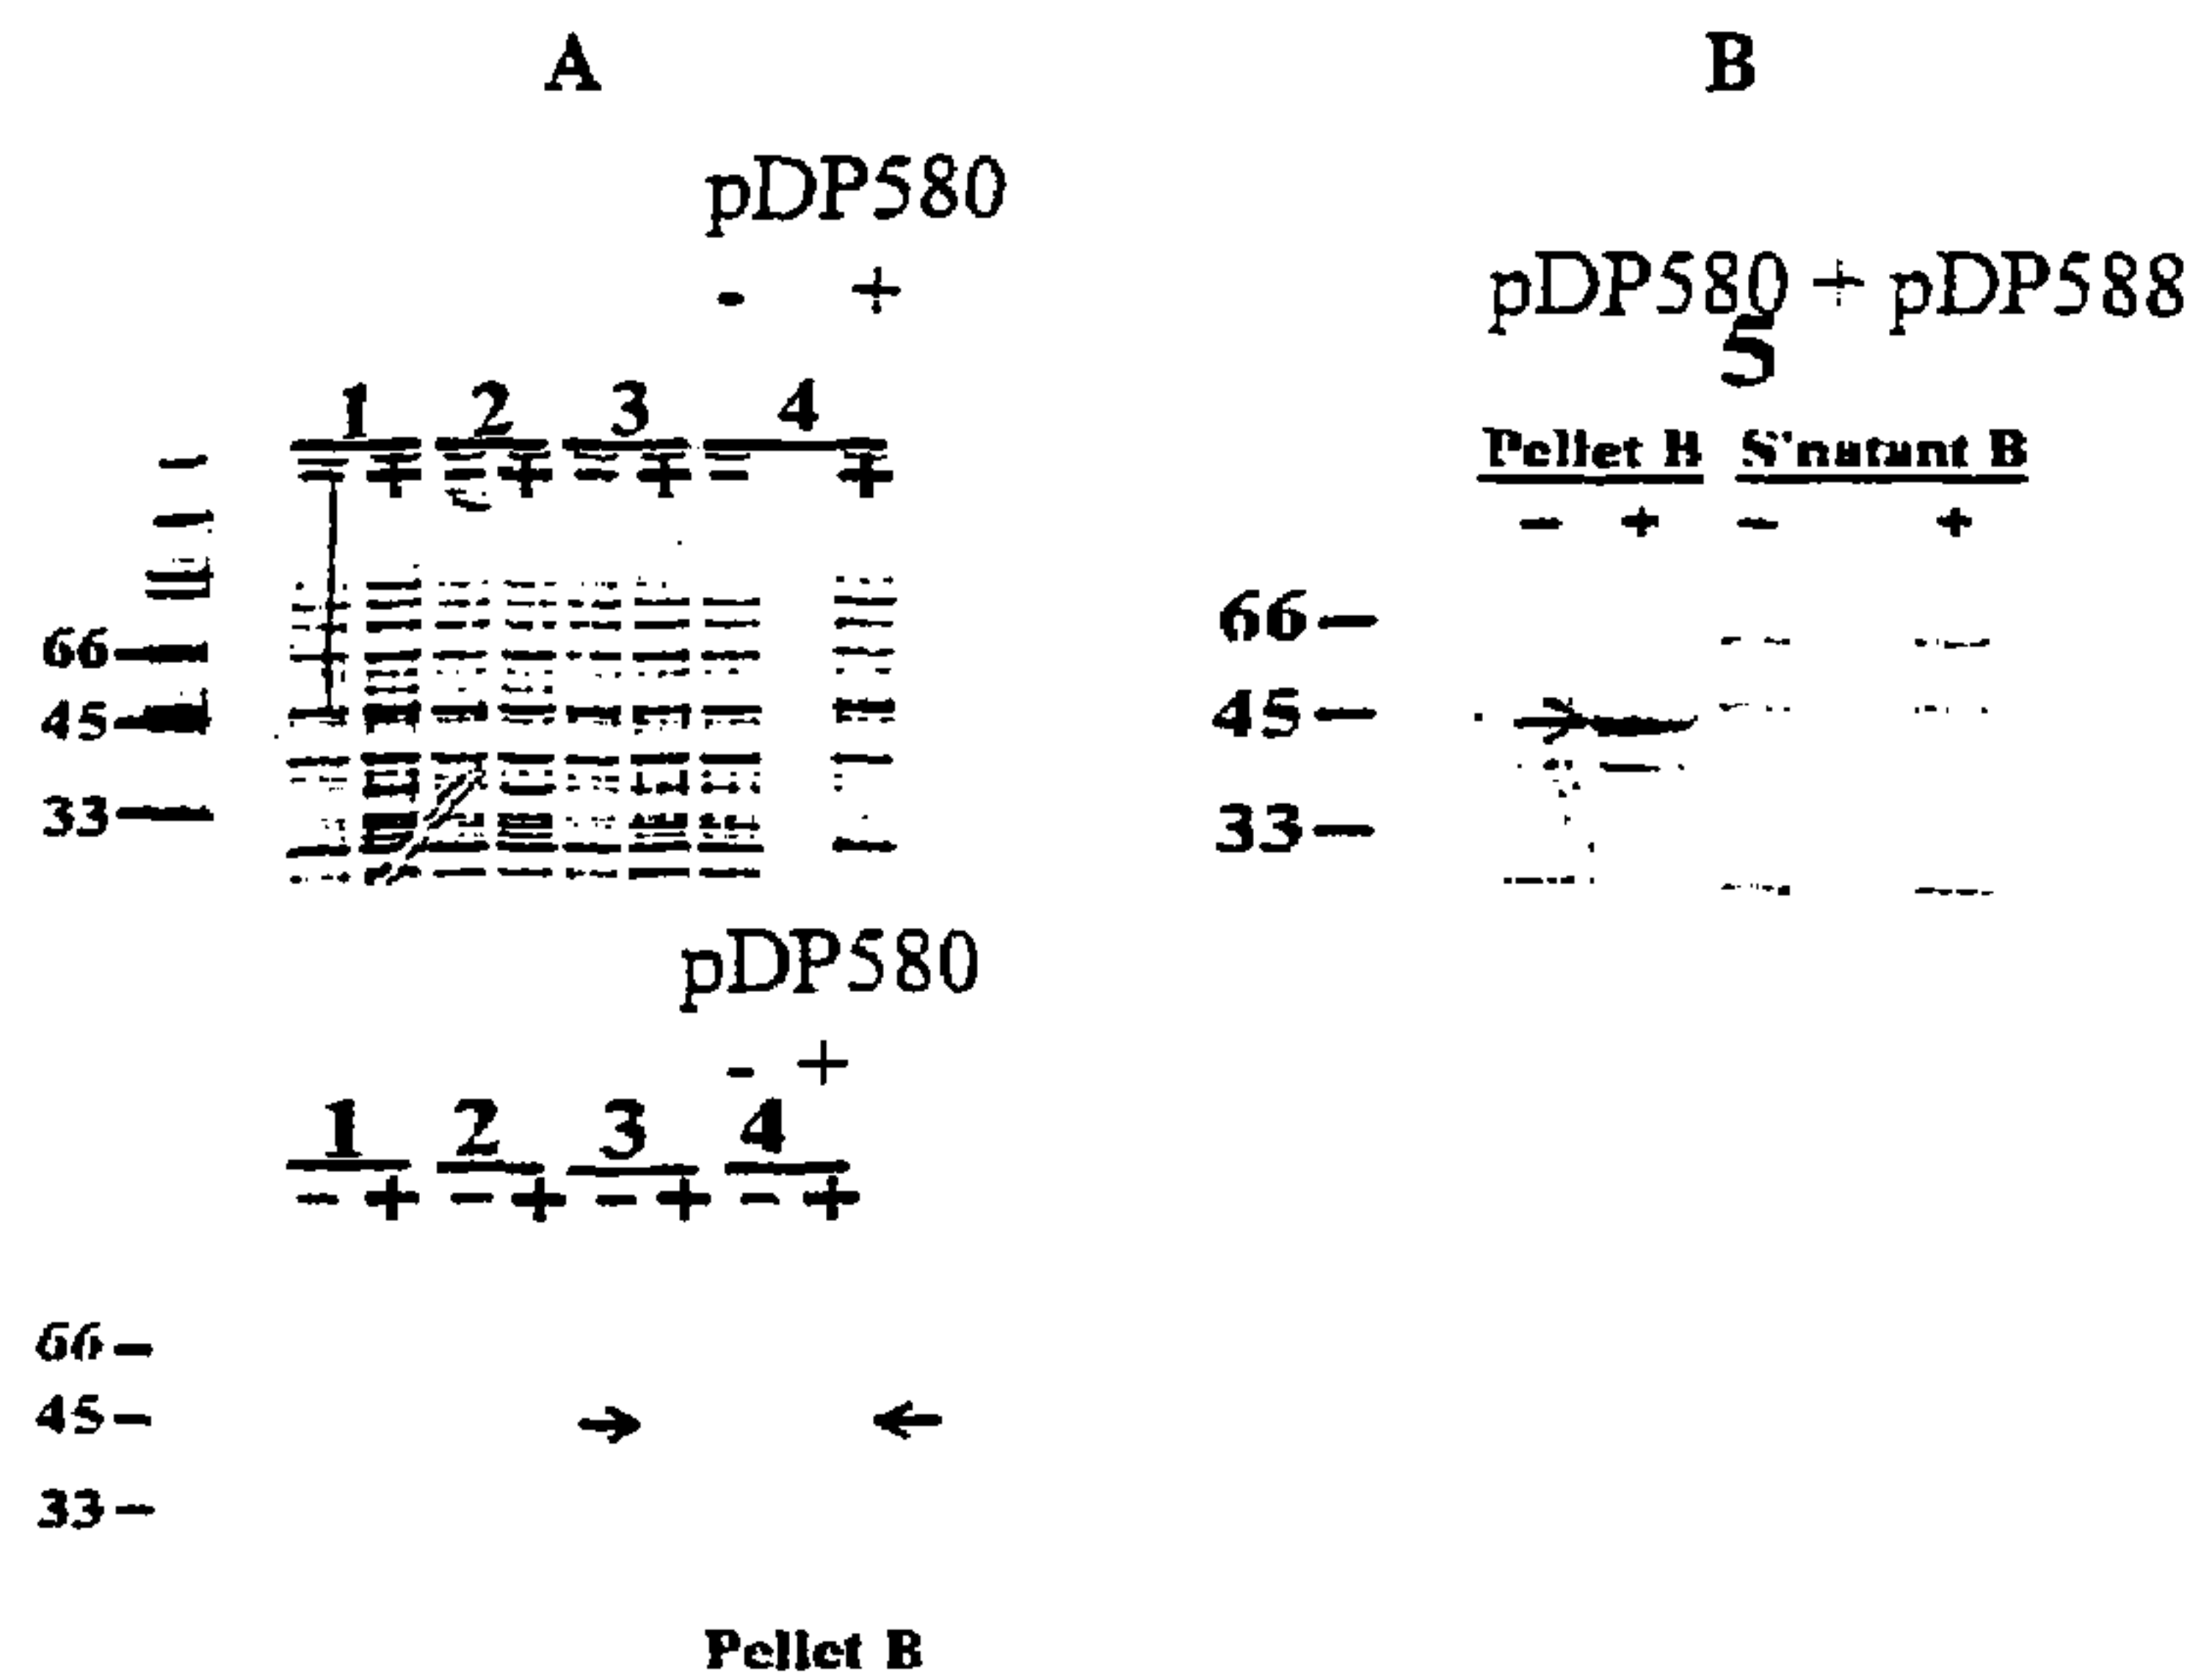 A
pDP580
- +
1 2 3 4
- + - + - + - +
66
45
33
pDP580
- +
1 2 3 4
- + - + - + - +
66
45
33
Pellet B
B
pDP580 + pDP588
5
Pellet B S'natant B
- + - +
66
45
33